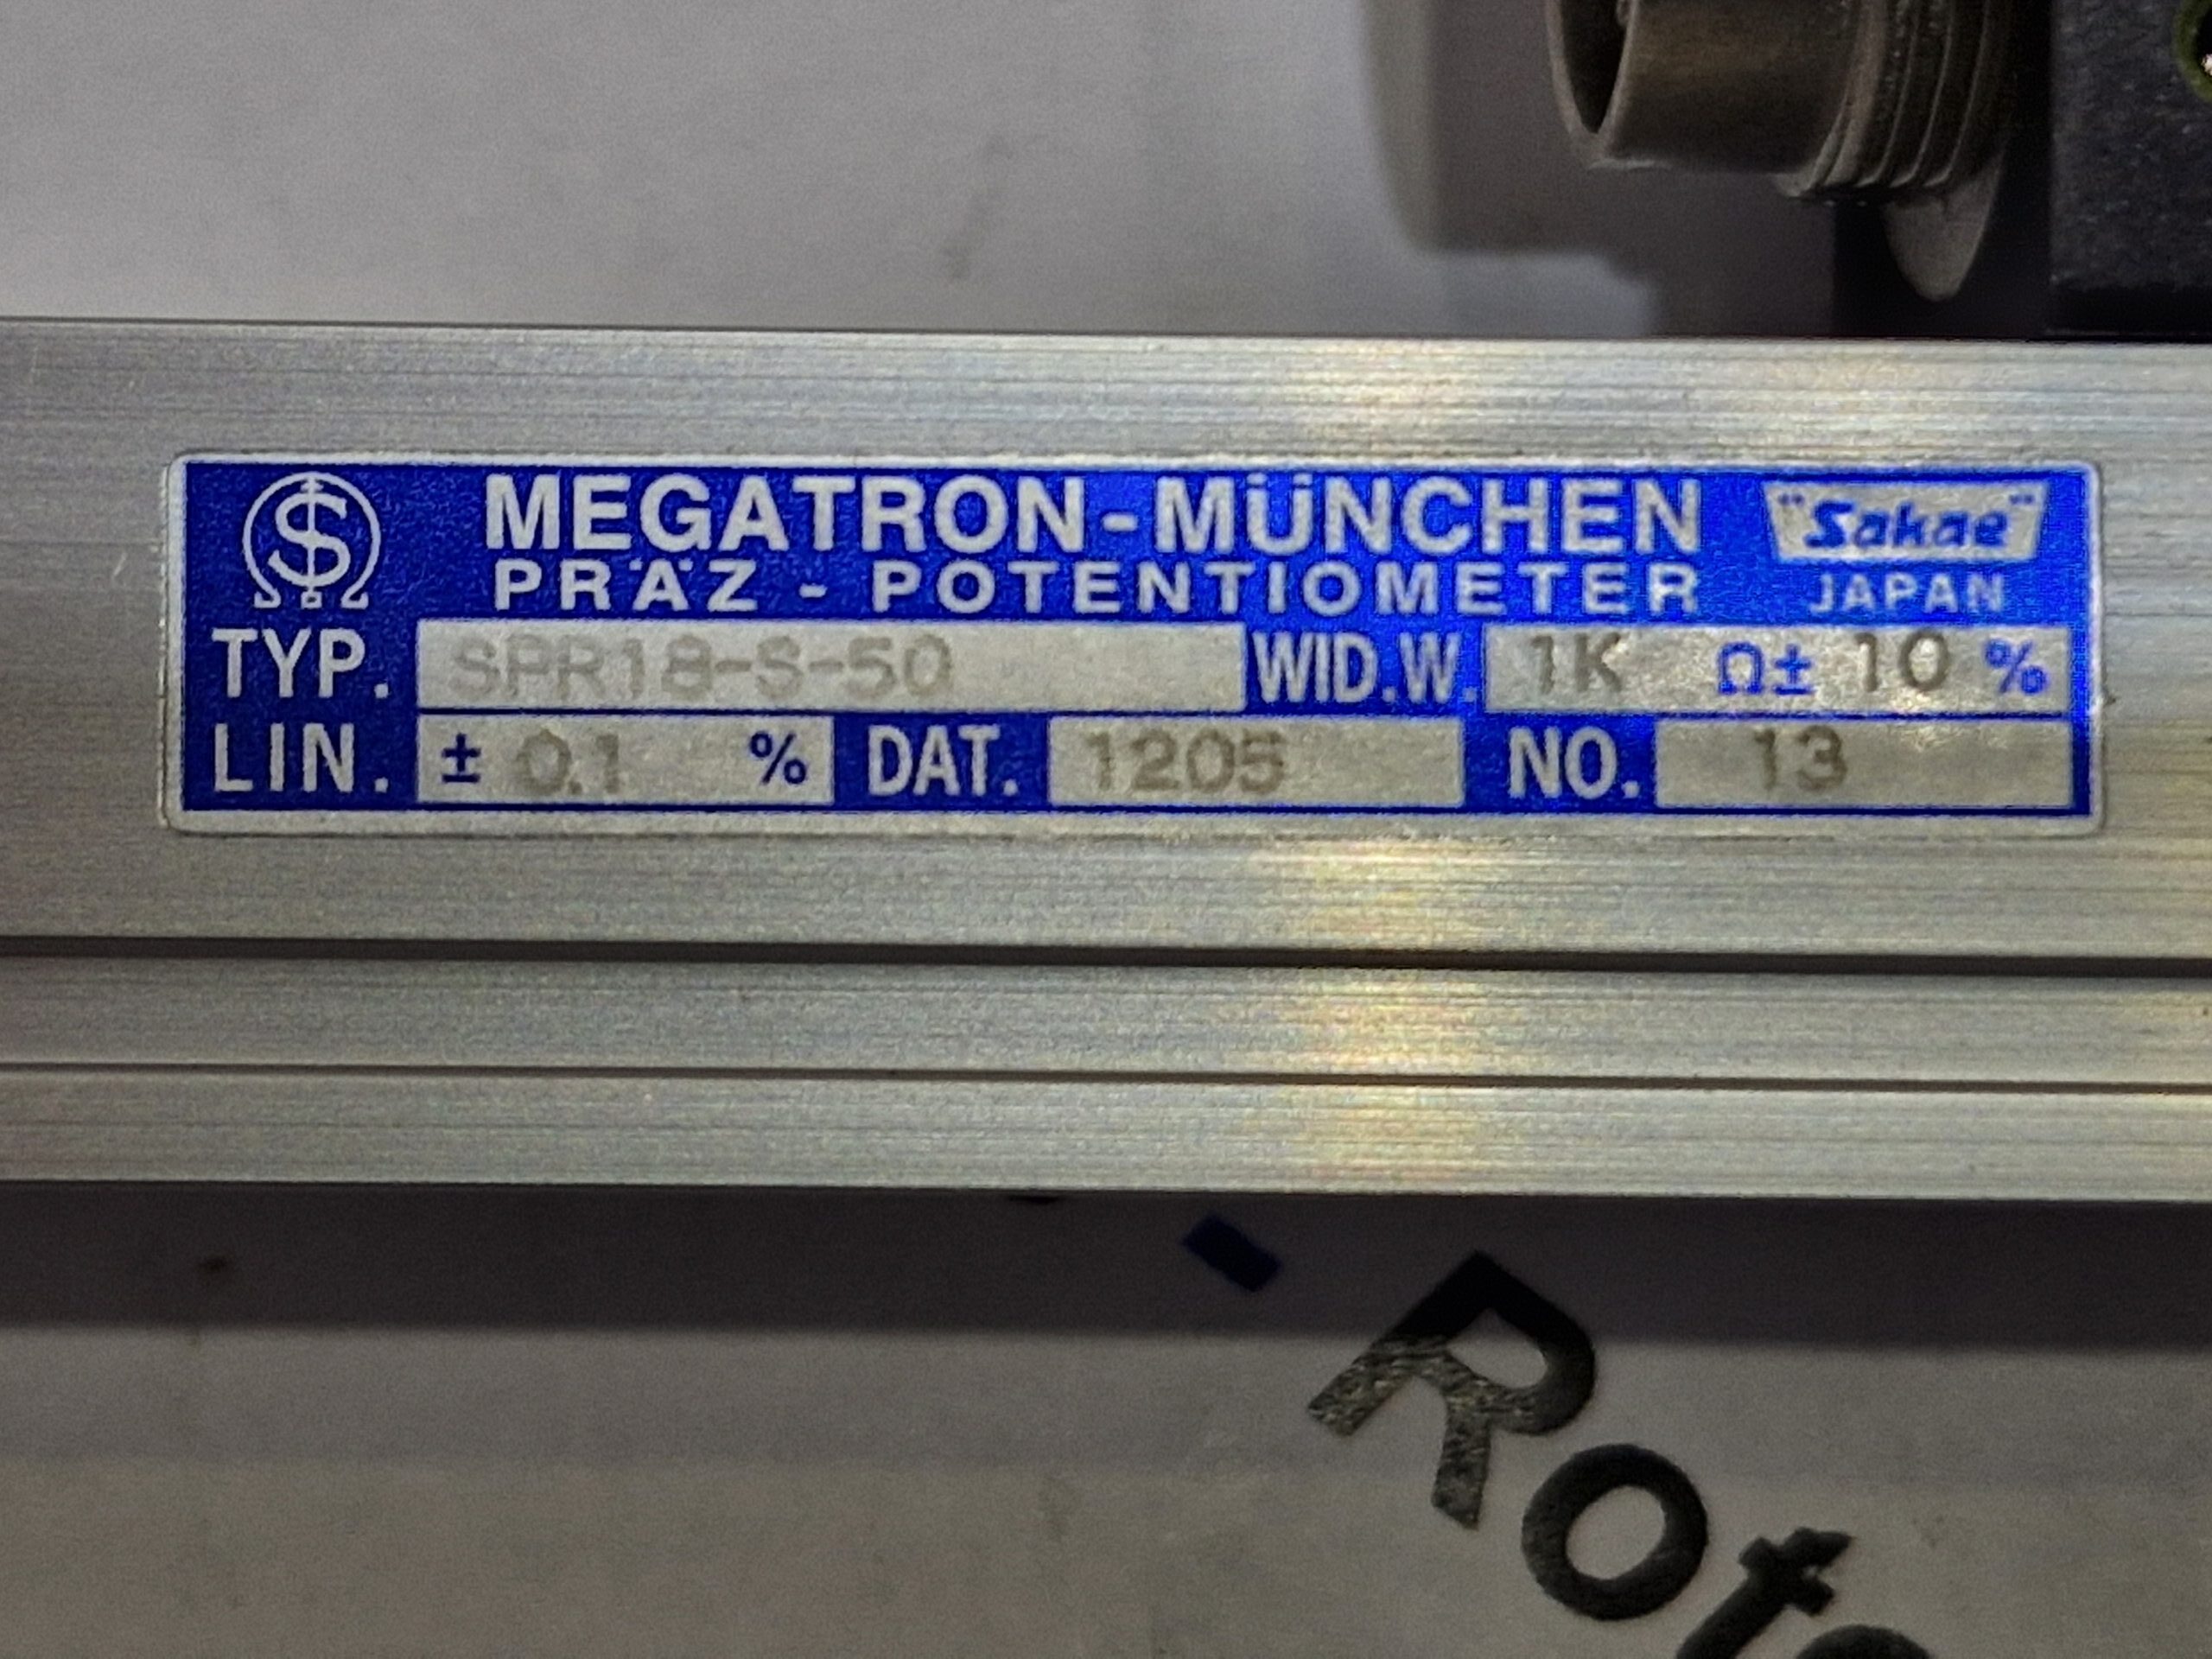 MEGATRON-MÜNCHEN "Sakae"
PRÄZ - POTENTIOMETER JAPAN
TYP. SPR18-S-50 WID.W. 1K Ω± 10 %
LIN. ± 0.1 % DAT. 1205 NO. 13
Rote